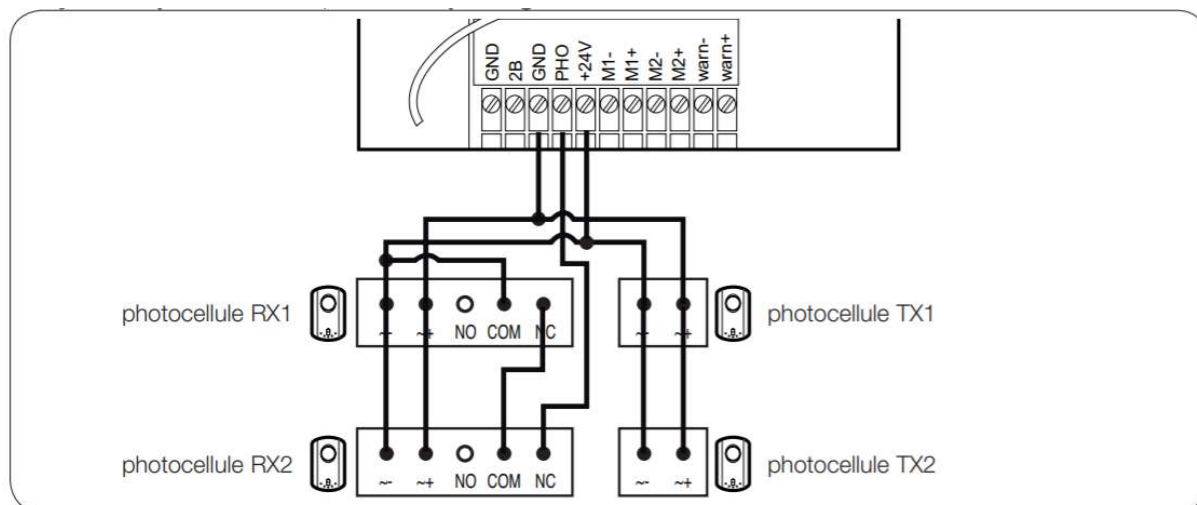 GND 2B GND PHO +24V M1- M1+ M2- M2+ warn- warn+
photocellule RX1
~- ~+ NO COM NC
~- ~+
photocellule TX1
photocellule RX2
~- ~+ NO COM NC
~- ~+
photocellule TX2